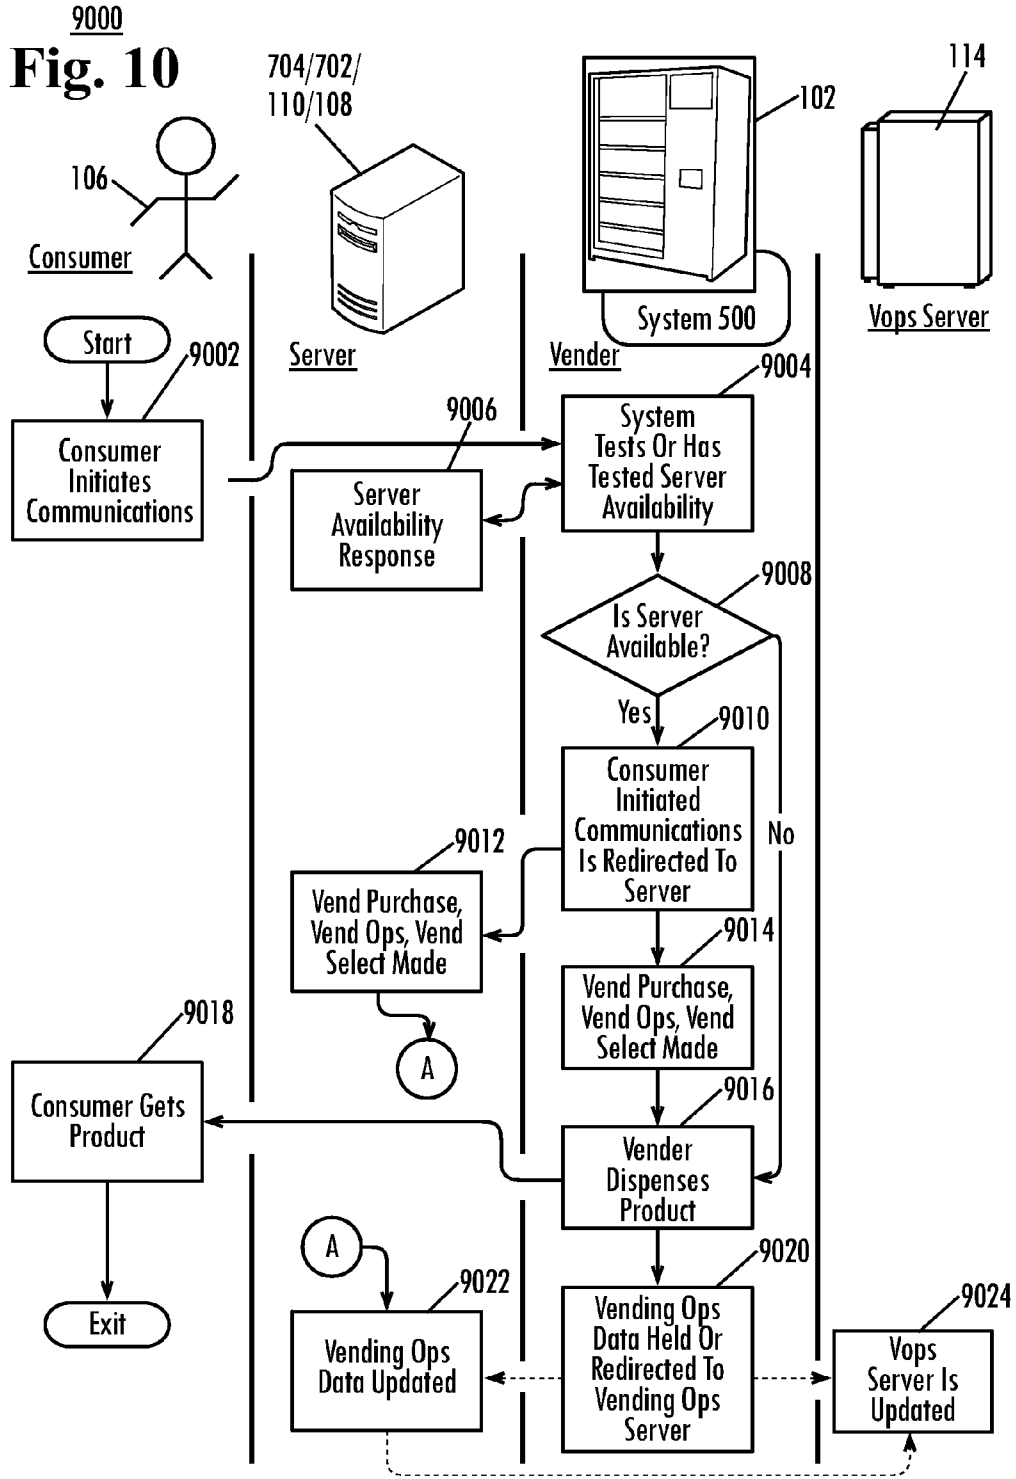 9000
Fig. 10
704/702/
110/108
102
114
106
Consumer
Server
System 500
Vender
Vops Server
Start
9002
Consumer
Initiates
Communications
9004
System
Tests Or Has
Tested Server
Availability
9006
Server
Availability
Response
9008
Is Server
Available?
Yes
No
9010
Consumer
Initiated
Communications
Is Redirected To
Server
9012
Vend Purchase,
Vend Ops, Vend
Select Made
A
9014
Vend Purchase,
Vend Ops, Vend
Select Made
9016
Vender
Dispenses
Product
9018
Consumer Gets
Product
Exit
A
9020
Vending Ops
Data Held Or
Redirected To
Vending Ops
Server
9022
Vending Ops
Data Updated
9024
Vops
Server Is
Updated